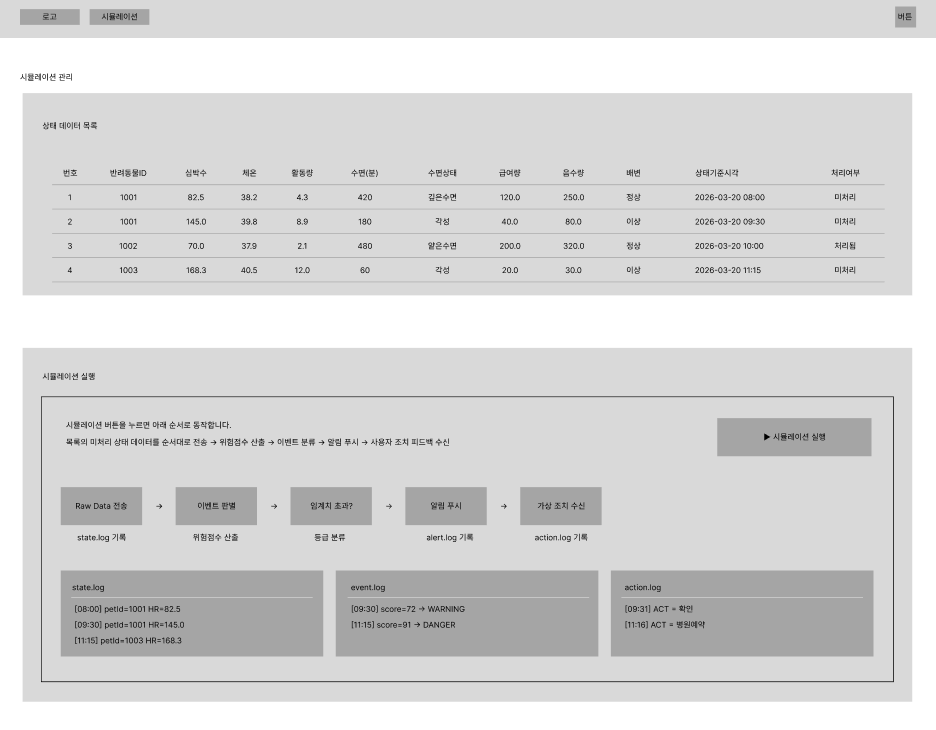 로고 시뮬레이션 버튼
시뮬레이션 관리
상태 데이터 목록
번호 반려동물ID 심박수 체온 활동량 수면(분) 수면상태 급여량 음수량 배변 상태기준시각 처리여부
1 1001 82.5 38.2 4.3 420 깊은수면 120.0 250.0 정상 2026-03-20 08:00 미처리
2 1001 145.0 39.8 8.9 180 각성 40.0 80.0 이상 2026-03-20 09:30 미처리
3 1002 70.0 37.9 2.1 480 얕은수면 200.0 320.0 정상 2026-03-20 10:00 처리됨
4 1003 168.3 40.5 12.0 60 각성 20.0 30.0 이상 2026-03-20 11:15 미처리
시뮬레이션 실행
시뮬레이션 버튼을 누르면 아래 순서로 동작합니다.
목록의 미처리 상태 데이터를 순서대로 전송 → 위험점수 산출 → 이벤트 분류 → 알림 푸시 → 사용자 조치 피드백 수신
▶ 시뮬레이션 실행
Raw Data 전송 → 이벤트 판별 → 임계치 초과? → 알림 푸시 → 가상 조치 수신
state.log 기록 위험점수 산출 등급 분류 alert.log 기록 action.log 기록
state.log
[08:00] petId=1001 HR=82.5
[09:30] petId=1001 HR=145.0
[11:15] petId=1003 HR=168.3
event.log
[09:30] score=72 → WARNING
[11:15] score=91 → DANGER
action.log
[09:31] ACT = 확인
[11:16] ACT = 병원예약